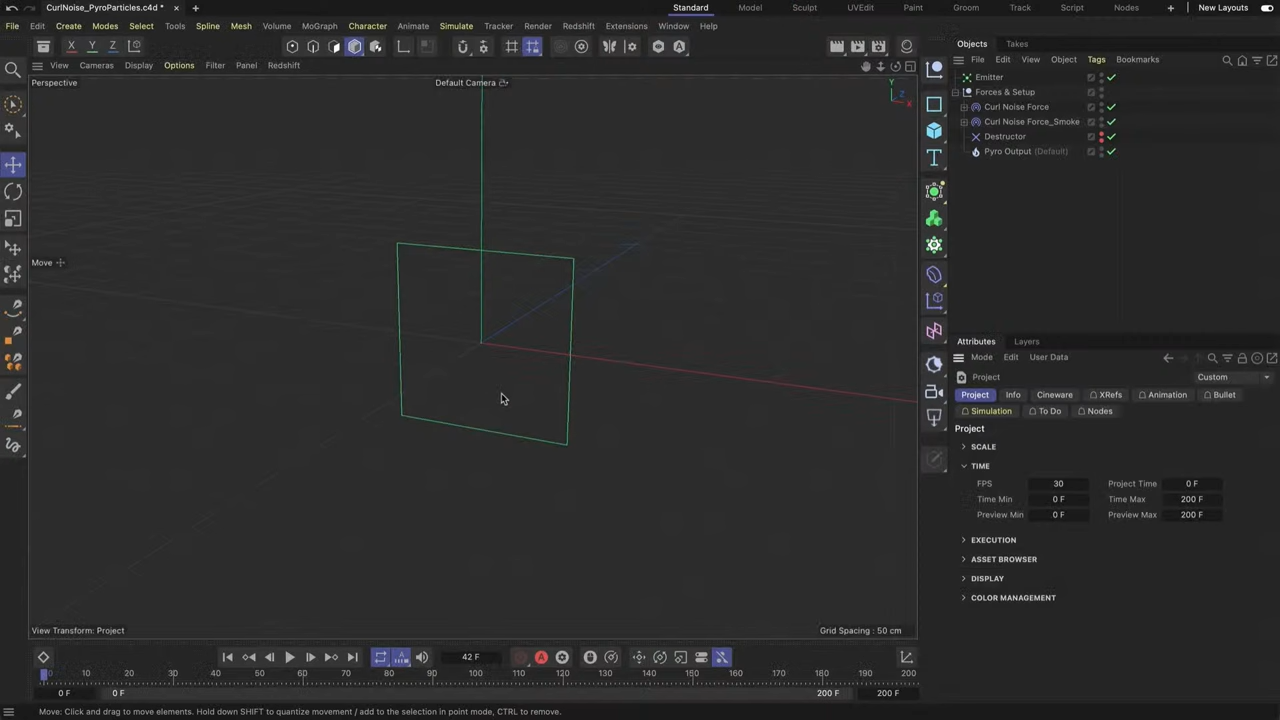 CurlNoise_PyroParticles.c4d *
Standard
Model
Sculpt
UVEdit
Paint
Groom
Track
Script
Nodes
New Layouts
File
Edit
Create
Modes
Select
Tools
Spline
Mesh
Volume
MoGraph
Character
Animate
Simulate
Tracker
Render
Redshift
Extensions
Window
Help
X
Y
Z
Objects
Takes
View
Cameras
Display
Options
Filter
Panel
Redshift
File
Edit
View
Object
Tags
Bookmarks
Perspective
Default Camera
Y
Z
X
Emitter
Forces & Setup
Curl Noise Force
Curl Noise Force_Smoke
Destructor
Pyro Output (Default)
Move
Attributes
Layers
Mode
Edit
User Data
Project
Custom
Project
Info
Cineware
XRefs
Animation
Bullet
Simulation
To Do
Nodes
Project
SCALE
TIME
FPS 30 Project Time 0 F
Time Min 0 F Time Max 200 F
Preview Min 0 F Preview Max 200 F
EXECUTION
ASSET BROWSER
DISPLAY
COLOR MANAGEMENT
View Transform: Project
Grid Spacing : 50 cm
42 F
0 10 20 30 40 50 60 70 80 90 100 110 120 130 140 150 160 170 180 190 200
0 F
0 F
200 F
200 F
Move: Click and drag to move elements. Hold down SHIFT to quantize movement / add to the selection in point mode, CTRL to remove.